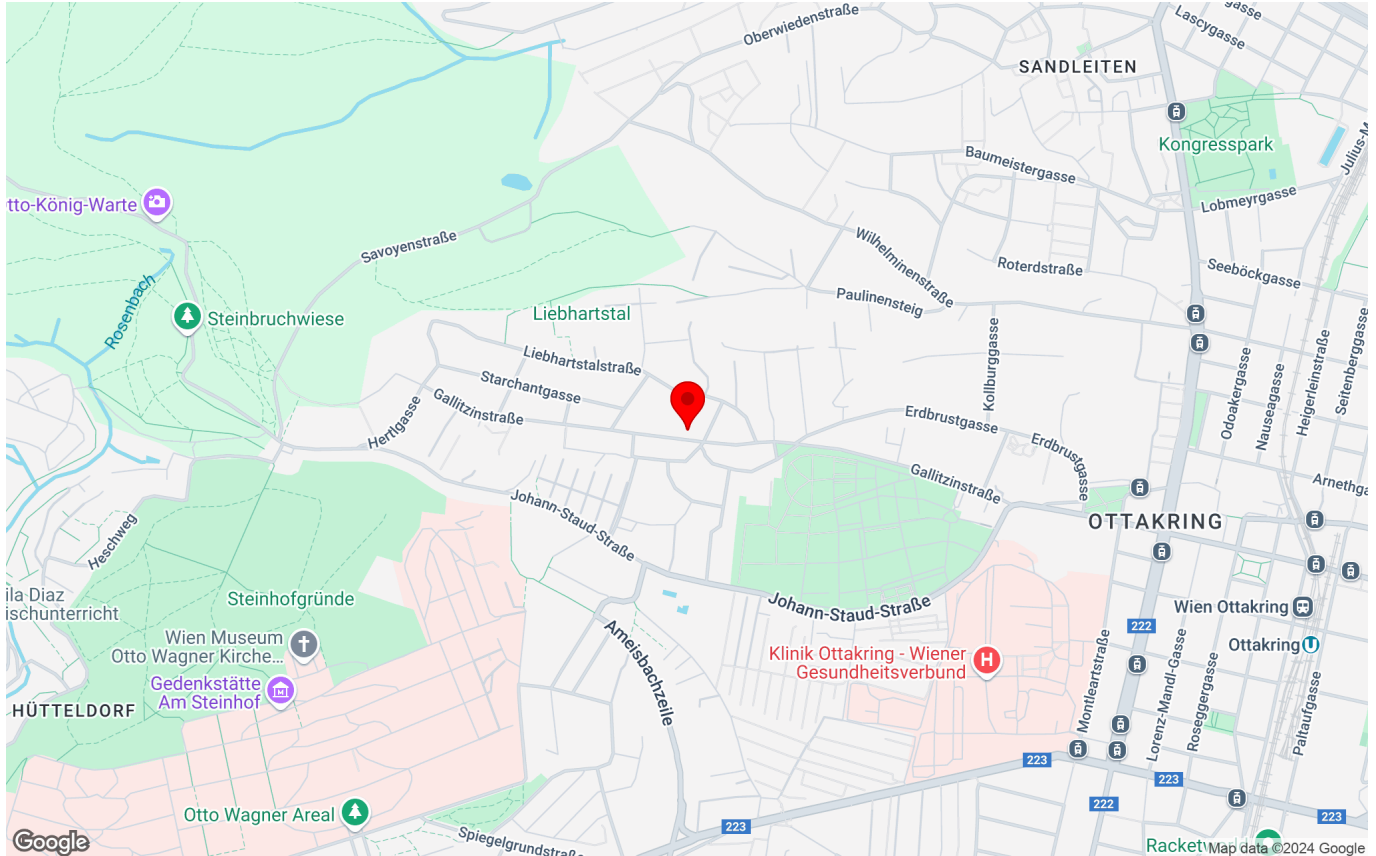 Oberwiedenstraße
Lascygasse
SANDLEITEN
Kongresspark
Baumeistergasse
Lobmeyrgasse
tto-König-Warte
Savoyenstraße
Wilhelminenstraße
Roterdstraße
Seeböckgasse
Rosenbach
Paulinensteig
Steinbruchwiese
Liebhartstal
Kollburggasse
Heigerleinstraße
Seitenberggasse
Liebhartstalstraße
Starchantgasse
Gallitzinstraße
Hertlgasse
Odoakergasse
Nauseagasse
Erdbrustgasse
Erdbrustgasse
Gallitzinstraße
Arnethga
Johann-Staud-Straße
OTTAKRING
Heschweg
ila Diaz
ischunterricht
Steinhofgründe
Johann-Staud-Straße
Wien Ottakring
222
Ottakring
U
Wien Museum
Otto Wagner Kirche...
Ameisbachzeile
Klinik Ottakring - Wiener
Gesundheitsverbund
H
Montleartstraße
Lorenz-Mandl-Gasse
Roseggergasse
Paltaufgasse
Gedenkstätte
Am Steinhof
HÜTTELDORF
223
223
222
223
223
Otto Wagner Areal
Spiegelgrundstraße
Google
Map data ©2024 Google